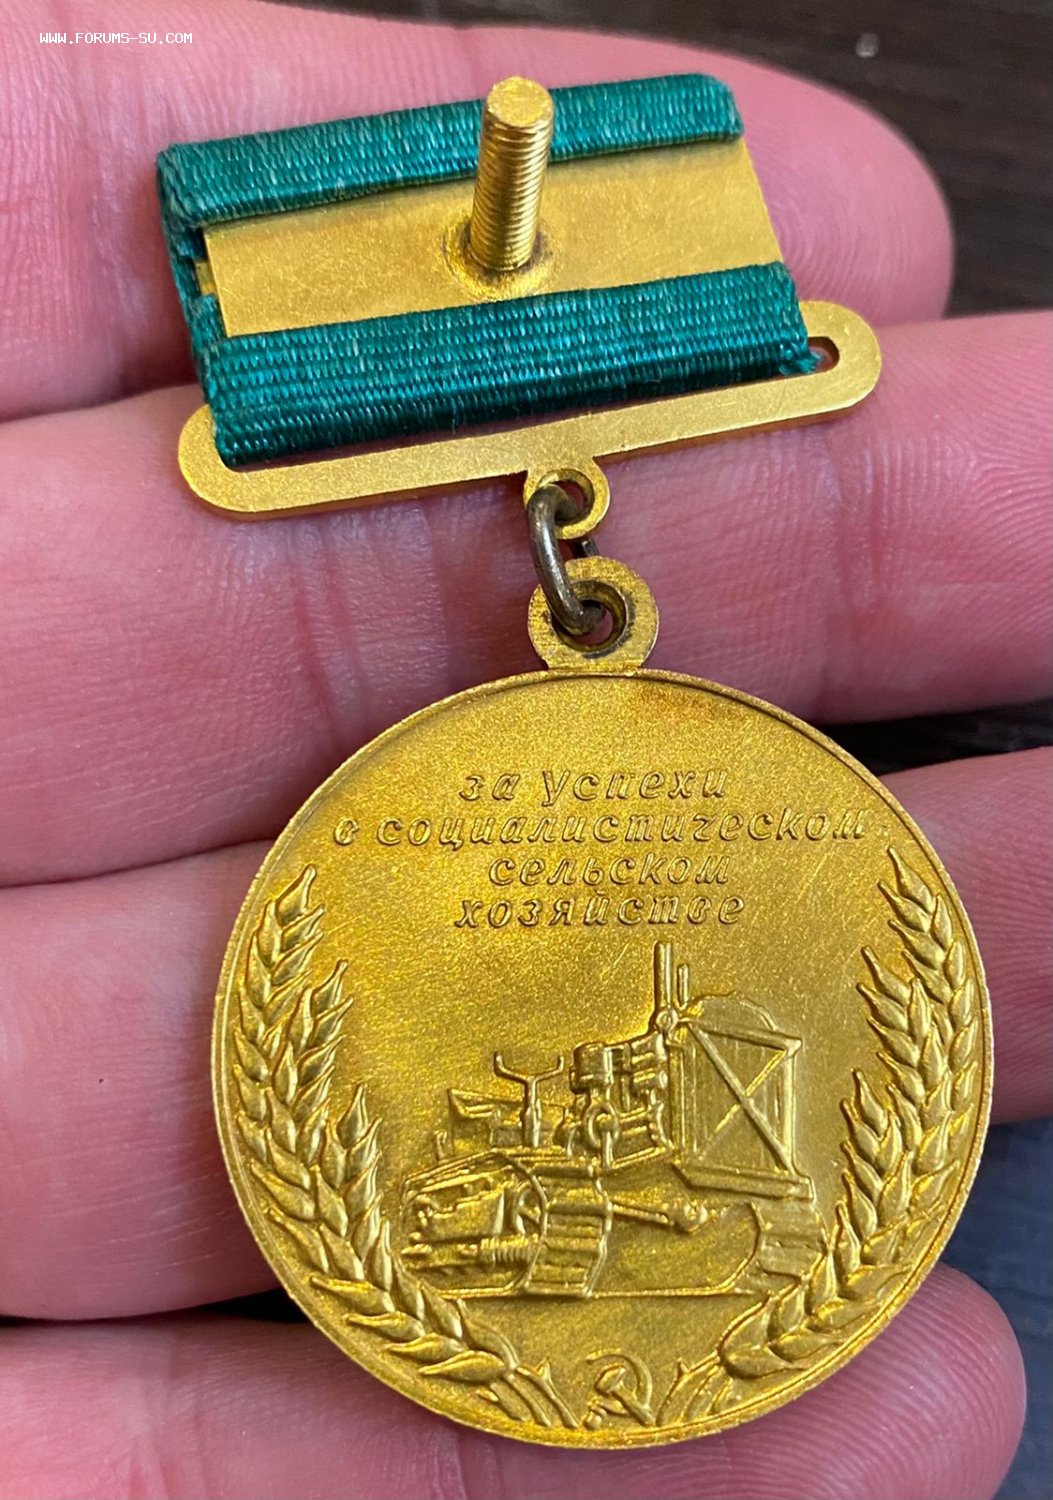 WWW.FORUMS-SU.COM
за успехи
в социалистическом
сельском
хозяйстве